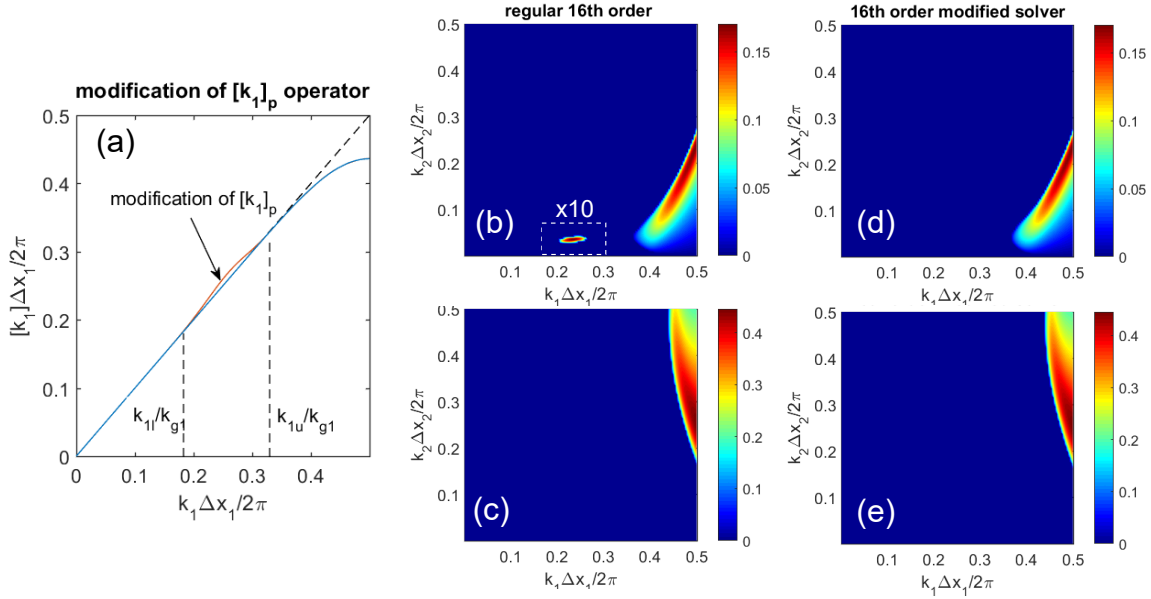 modification of [k1]p operator
(a)
modification of [k1]p
[k1]Δx1/2π
0.5
0.4
0.3
0.2
0.1
0
k1l/kg1
k1u/kg1
0 0.2 0.4
k1Δx1/2π
regular 16th order
k2Δx2/2π
0.5
0.4
0.3
0.2
0.1
(b)
x10
0.1 0.2 0.3 0.4 0.5
k1Δx1/2π
0.15
0.1
0.05
0
16th order modified solver
k2Δx2/2π
0.5
0.4
0.3
0.2
0.1
(d)
0.1 0.2 0.3 0.4 0.5
k1Δx1/2π
0.15
0.1
0.05
0
k2Δx2/2π
0.5
0.4
0.3
0.2
0.1
(c)
0.1 0.2 0.3 0.4 0.5
k1Δx1/2π
0.4
0.3
0.2
0.1
0
k2Δx2/2π
0.5
0.4
0.3
0.2
0.1
(e)
0.1 0.2 0.3 0.4 0.5
k1Δx1/2π
0.4
0.3
0.2
0.1
0